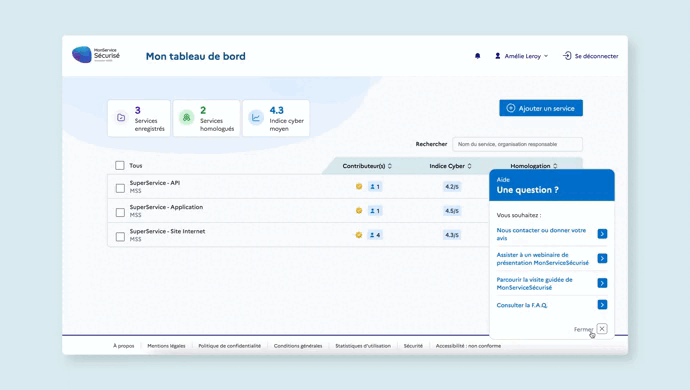 MonService
Sécurisé
Mon tableau de bord
Amélie Leroy
Se déconnecter
3
Services
enregistrés
2
Services
homologués
4.3
Indice cyber
moyen
Ajouter un service
Rechercher
Nom du service, organisation responsable
Tous
Contributeur(s)
Indice Cyber
Homologation
SuperService - API
MSS
1
4.2/5
SuperService - Application
MSS
1
4.5/5
SuperService - Site Internet
MSS
4
4.3/5
Aide
Une question ?
Vous souhaitez :
Nous contacter ou donner votre
avis
Assister à un webinaire de
présentation MonServiceSécurisé
Parcourir la visite guidée de
MonServiceSécurisé
Consulter la F.A.Q.
Fermer
À propos
Mentions légales
Politique de confidentialité
Conditions générales
Statistiques d'utilisation
Sécurité
Accessibilité : non conforme